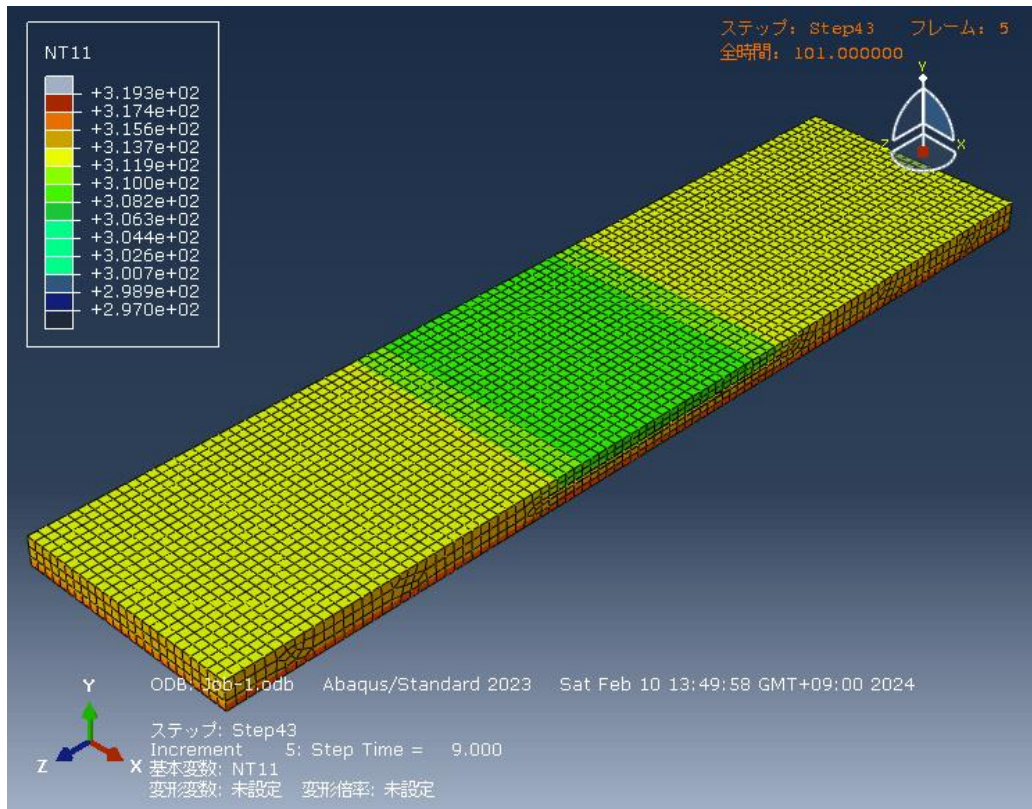 NT11
+3.193e+02
+3.174e+02
+3.156e+02
+3.137e+02
+3.119e+02
+3.100e+02
+3.082e+02
+3.063e+02
+3.044e+02
+3.026e+02
+3.007e+02
+2.989e+02
+2.970e+02
ステップ: Step43 フレーム: 5
全時間: 101.000000
Y
Z
X
Y
Z
X
ODB: Job-1.odb Abaqus/Standard 2023 Sat Feb 10 13:49:58 GMT+09:00 2024
ステップ: Step43
Increment 5: Step Time = 9.000
基本変数: NT11
変形変数: 未設定 変形倍率: 未設定